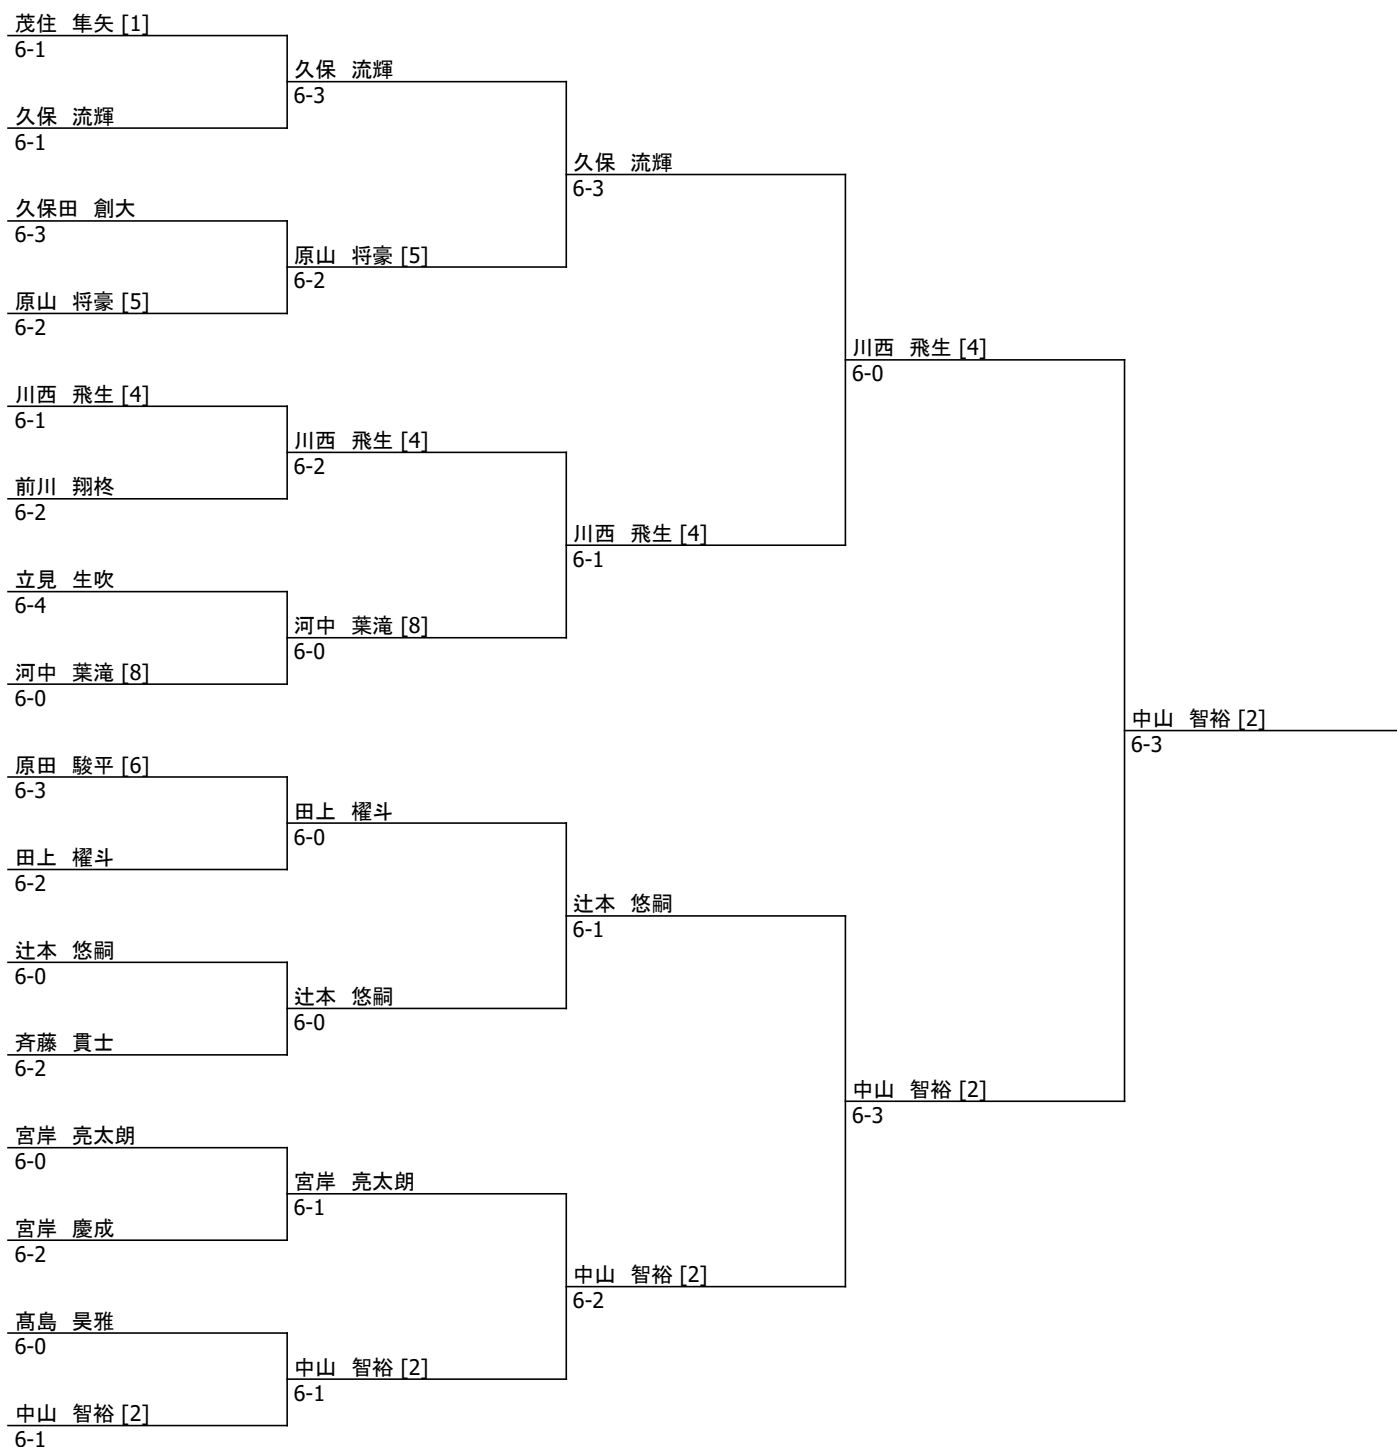 茂住　隼矢 [1]
6-1
久保　流輝
6-3
久保　流輝
6-1
久保　流輝
6-3
久保田　創大
6-3
原山　将豪 [5]
6-2
原山　将豪 [5]
6-2
川西　飛生 [4]
6-0
川西　飛生 [4]
6-1
川西　飛生 [4]
6-2
前川　翔柊
6-2
川西　飛生 [4]
6-1
立見　生吹
6-4
河中　葉滝 [8]
6-0
河中　葉滝 [8]
6-0
中山　智裕 [2]
6-3
原田　駿平 [6]
6-3
田上　櫂斗
6-0
田上　櫂斗
6-2
辻本　悠嗣
6-1
辻本　悠嗣
6-0
辻本　悠嗣
6-0
斉藤　貫士
6-2
中山　智裕 [2]
6-3
宮岸　亮太朗
6-0
宮岸　亮太朗
6-1
宮岸　慶成
6-2
中山　智裕 [2]
6-2
髙島　昊雅
6-0
中山　智裕 [2]
6-1
中山　智裕 [2]
6-1